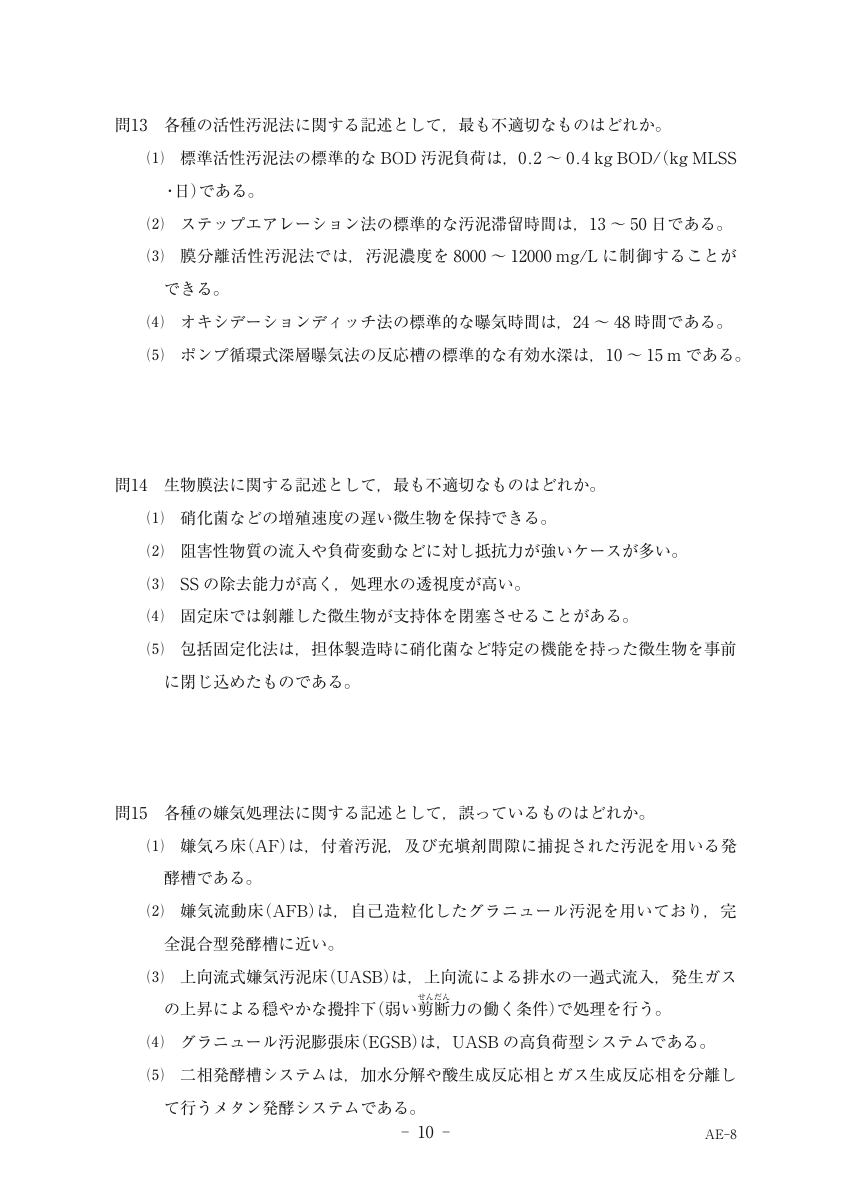 問13 各種の活性汚泥法に関する記述として，最も不適切なものはどれか。
⑴ 標準活性汚泥法の標準的な BOD 汚泥負荷は，0.2 ～ 0.4 kg BOD/(kg MLSS
・日)である。
⑵ ステップエアレーション法の標準的な汚泥滞留時間は，13 ～ 50 日である。
⑶ 膜分離活性汚泥法では，汚泥濃度を 8000 ～ 12000 mg/L に制御することが
できる。
⑷ オキシデーションディッチ法の標準的な曝気時間は，24 ～ 48 時間である。
⑸ ポンプ循環式深層曝気法の反応槽の標準的な有効水深は，10 ～ 15 m である。
問14 生物膜法に関する記述として，最も不適切なものはどれか。
⑴ 硝化菌などの増殖速度の遅い微生物を保持できる。
⑵ 阻害性物質の流入や負荷変動などに対し抵抗力が強いケースが多い。
⑶ SS の除去能力が高く，処理水の透視度が高い。
⑷ 固定床では剝離した微生物が支持体を閉塞させることがある。
⑸ 包括固定化法は，担体製造時に硝化菌など特定の機能を持った微生物を事前
に閉じ込めたものである。
問15 各種の嫌気処理法に関する記述として，誤っているものはどれか。
⑴ 嫌気ろ床(AF)は，付着汚泥，及び充塡剤間隙に捕捉された汚泥を用いる発
酵槽である。
⑵ 嫌気流動床(AFB)は，自己造粒化したグラニュール汚泥を用いており，完
全混合型発酵槽に近い。
⑶ 上向流式嫌気汚泥床(UASB)は，上向流による排水の一過式流入，発生ガス
せんだん
の上昇による穏やかな攪拌下(弱い剪断力の働く条件)で処理を行う。
⑷ グラニュール汚泥膨張床(EGSB)は，UASB の高負荷型システムである。
⑸ 二相発酵槽システムは，加水分解や酸生成反応相とガス生成反応相を分離し
て行うメタン発酵システムである。
- 10 -
AE-8